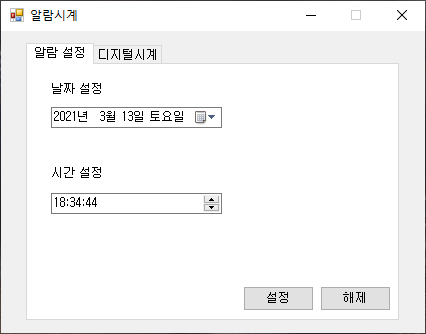 알람시계
알람 설정 디지털시계
날짜 설정
2021년 3월 13일 토요일
시간 설정
18:34:44
설정 해제